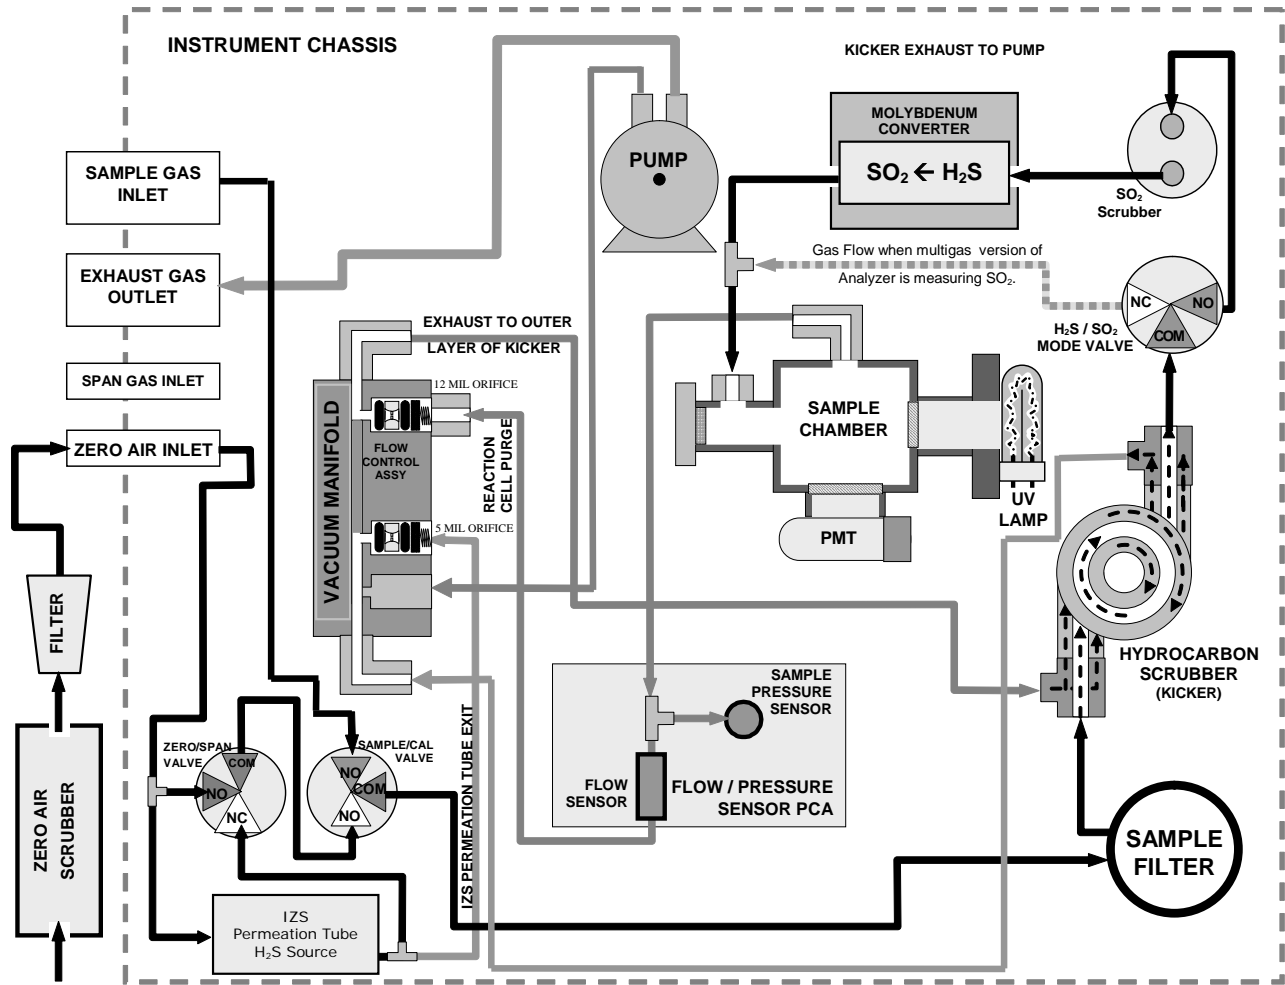 INSTRUMENT CHASSIS
KICKER EXHAUST TO PUMP
MOLYBDENUM
CONVERTER
SO₂ ← H₂S
PUMP
SAMPLE GAS
INLET
SO₂
Scrubber
EXHAUST GAS
OUTLET
Gas Flow when multigas version of
Analyzer is measuring SO₂.
NC
NO
COM
H₂S / SO₂
MODE VALVE
EXHAUST TO OUTER
LAYER OF KICKER
SPAN GAS INLET
12 MIL ORIFICE
VACUUM MANIFOLD
FLOW
CONTROL
ASSY
REACTION
CELL PURGE
SAMPLE
CHAMBER
ZERO AIR INLET
UV
LAMP
5 MIL ORIFICE
PMT
FILTER
HYDROCARBON
SCRUBBER
(KICKER)
SAMPLE
PRESSURE
SENSOR
ZERO/SPAN
VALVE
COM
NO
NC
SAMPLE/CAL
VALVE
NO
COM
NO
IZS PERMEATION TUBE EXIT
FLOW
SENSOR
FLOW / PRESSURE
SENSOR PCA
ZERO AIR
SCRUBBER
SAMPLE
FILTER
IZS
Permeation Tube
H₂S Source